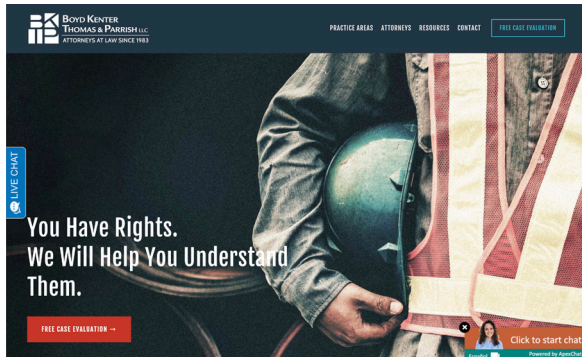 BOYD KENTER
THOMAS & PARRISH LLC
ATTORNEYS AT LAW SINCE 1983
PRACTICE AREAS ATTORNEYS RESOURCES CONTACT FREE CASE EVALUATION
LIVE CHAT
You Have Rights.
We Will Help You Understand
Them.
FREE CASE EVALUATION →
Click to start chat
Español
Powered by ApexChat